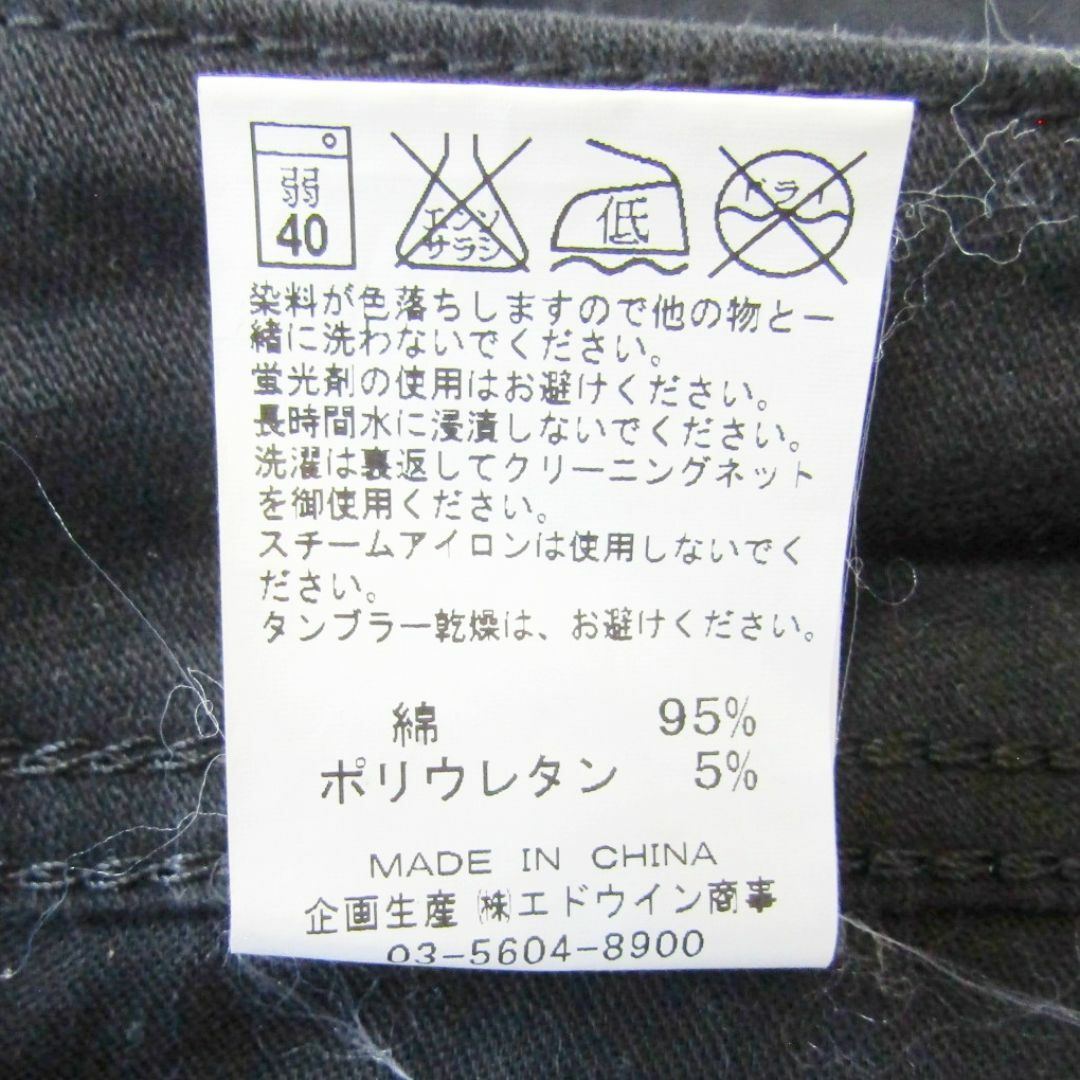 弱
40
エンソ
サラシ
低
ドライ
染料が色落ちしますので他の物と一
緒に洗わないでください。
蛍光剤の使用はお避けください。
長時間水に浸漬しないでください。
洗濯は裏返してクリーニングネット
を御使用ください。
スチームアイロンは使用しないでく
ださい。
タンブラー乾燥は、お避けください。
綿 95%
ポリウレタン 5%
MADE IN CHINA
企画生産 ㈱エドウイン商事
03-5604-8900